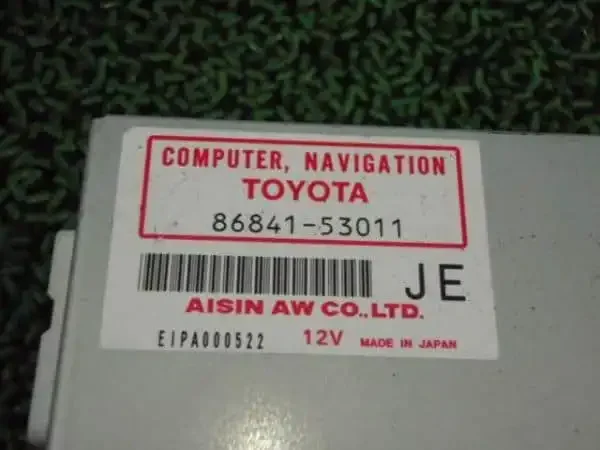 COMPUTER, NAVIGATION
TOYOTA
86841-53011
JE
AISIN AW CO.,LTD.
EIPA000522 12V MADE IN JAPAN